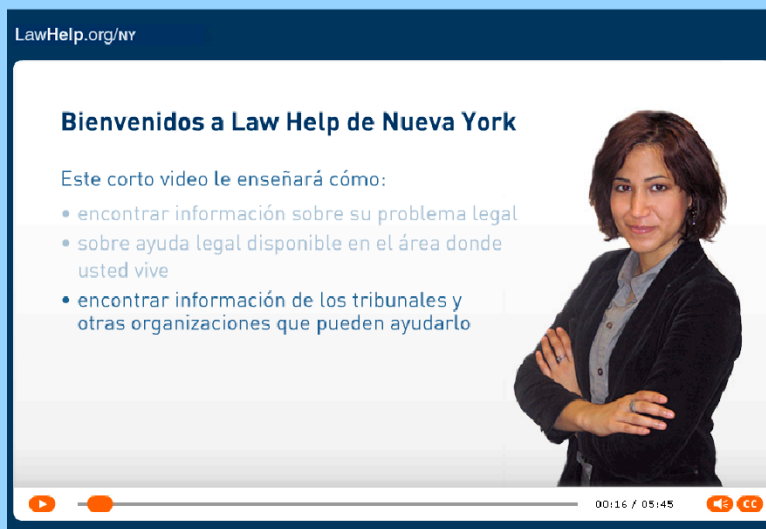 LawHelp.org/NY
Bienvenidos a Law Help de Nueva York
Este corto video le enseñará cómo:
• encontrar información sobre su problema legal
• sobre ayuda legal disponible en el área donde
usted vive
• encontrar información de los tribunales y
otras organizaciones que pueden ayudarlo
00:16 / 05:45
CC